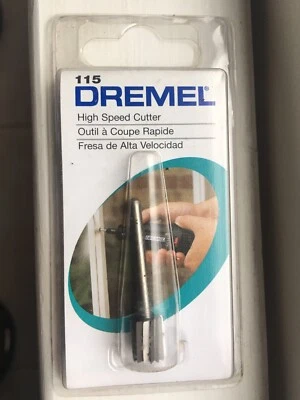 115
DREMEL
High Speed Cutter
Outil à Coupe Rapide
Fresa de Alta Velocidad